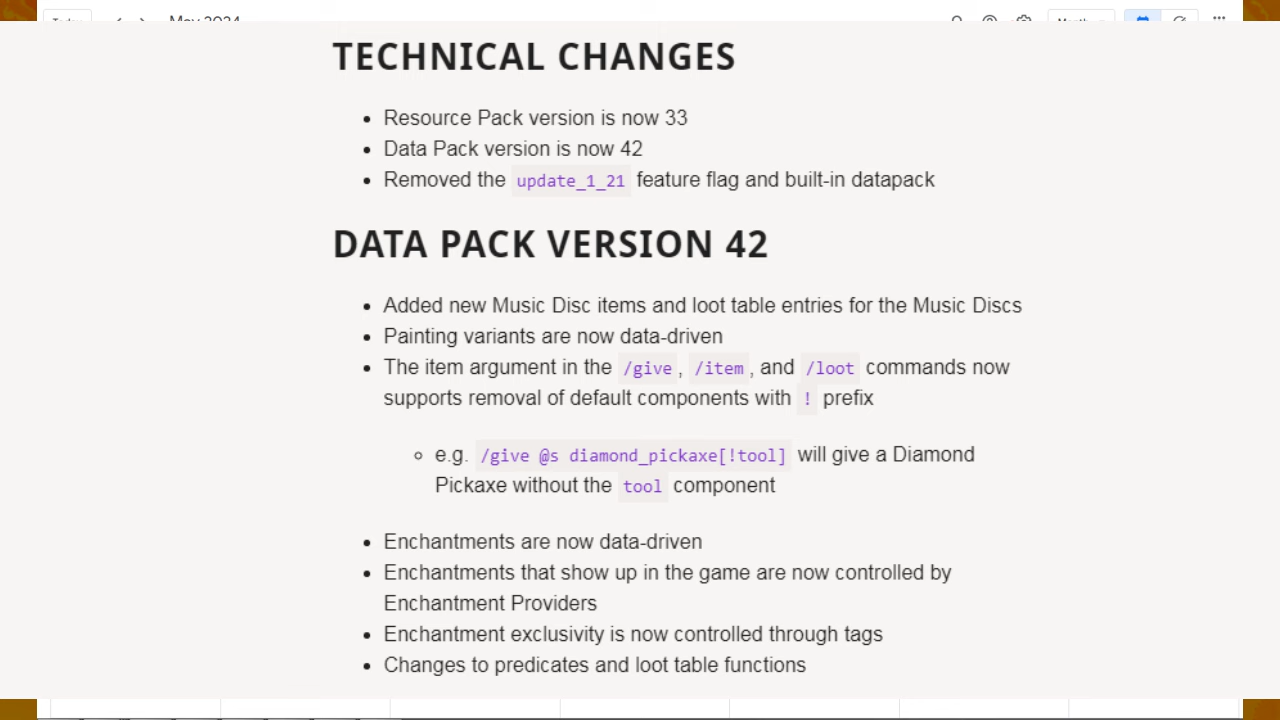 May 2024
TECHNICAL CHANGES
Resource Pack version is now 33
Data Pack version is now 42
Removed the update_1_21 feature flag and built-in datapack
DATA PACK VERSION 42
Added new Music Disc items and loot table entries for the Music Discs
Painting variants are now data-driven
The item argument in the /give, /item, and /loot commands now
supports removal of default components with ! prefix
e.g. /give @s diamond_pickaxe[!tool] will give a Diamond
Pickaxe without the tool component
Enchantments are now data-driven
Enchantments that show up in the game are now controlled by
Enchantment Providers
Enchantment exclusivity is now controlled through tags
Changes to predicates and loot table functions